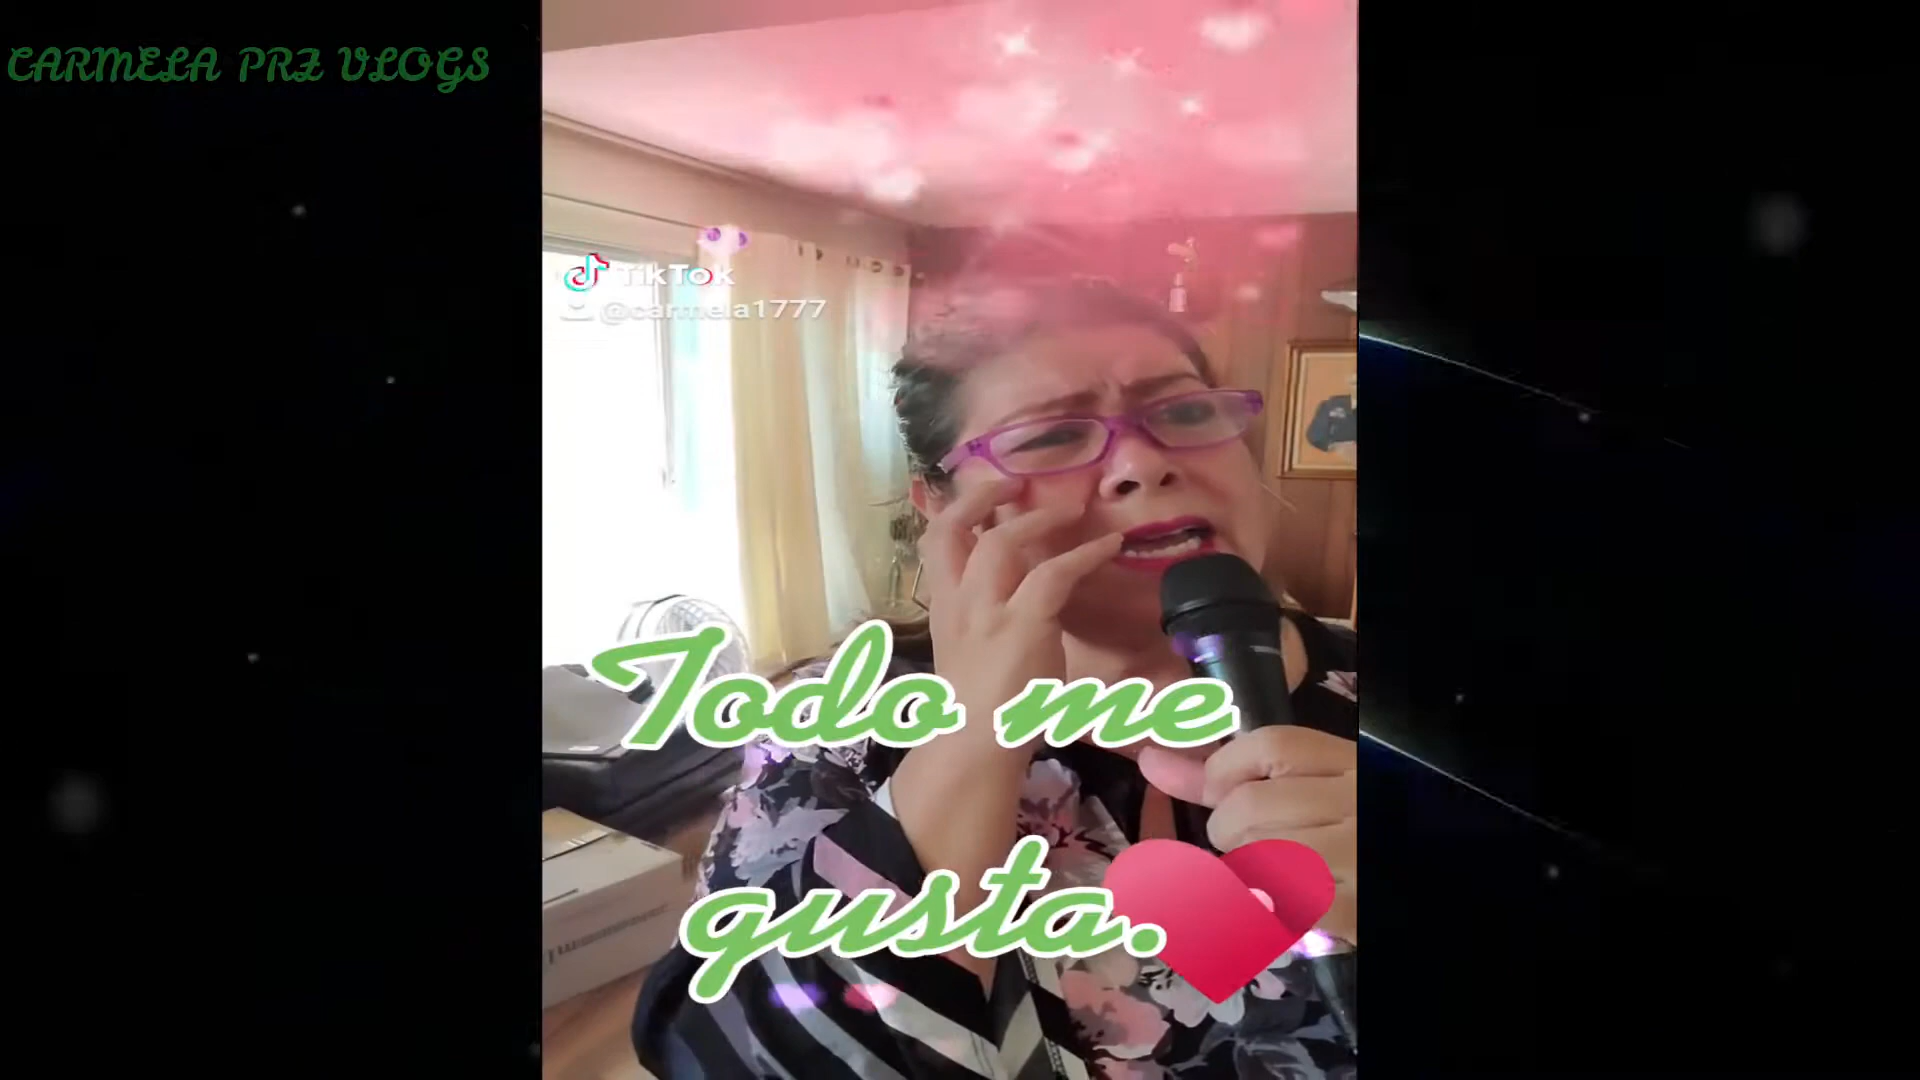 CARMELA PRZ VLOGS
TikTok
@carmela1777
Todo me
gusta.